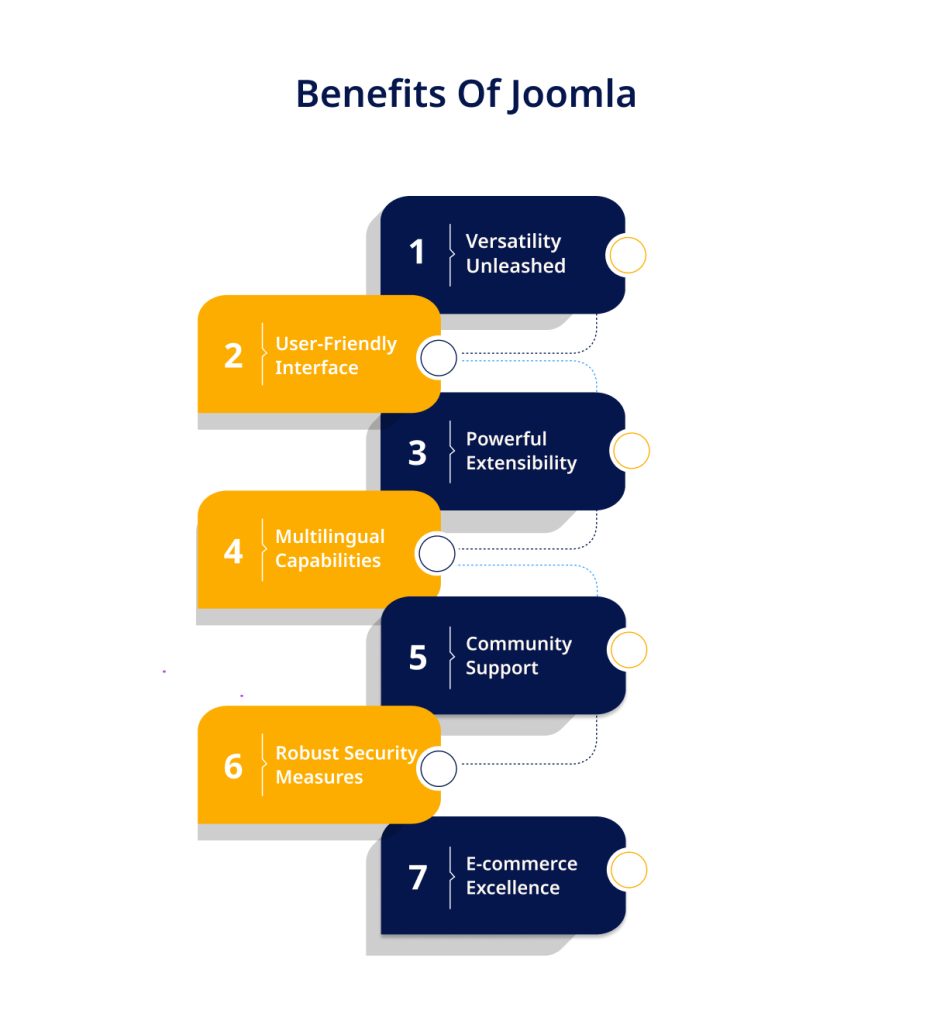 Benefits Of Joomla
1
Versatility
Unleashed
2
User-Friendly
Interface
3
Powerful
Extensibility
4
Multilingual
Capabilities
5
Community
Support
6
Robust Security
Measures
7
E-commerce
Excellence